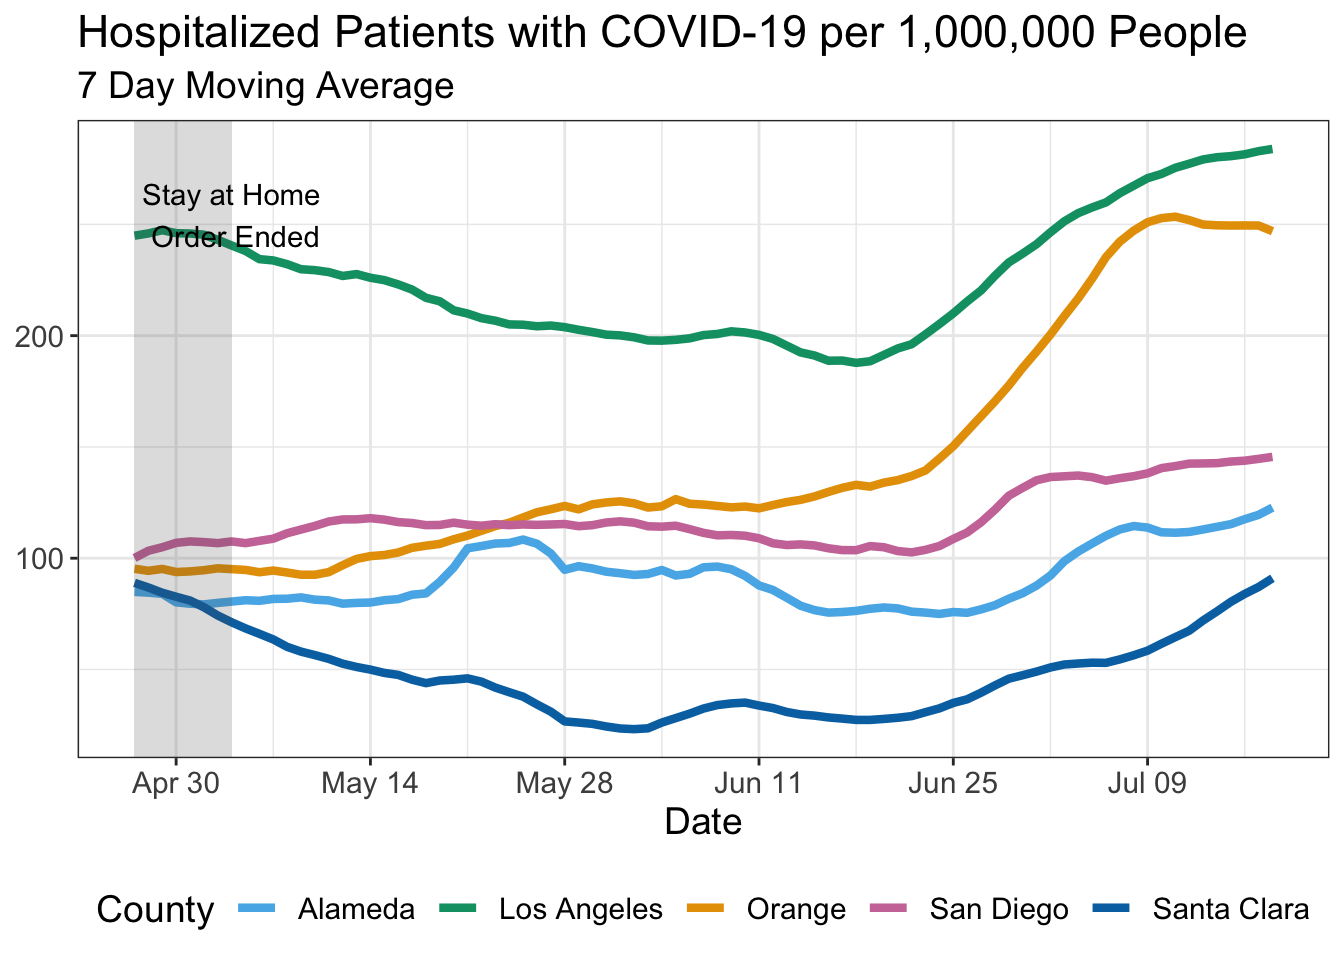 Hospitalized Patients with COVID-19 per 1,000,000 People
7 Day Moving Average
Stay at Home
Order Ended
200
100
Apr 30 May 14 May 28 Jun 11 Jun 25 Jul 09
Date
County Alameda Los Angeles Orange San Diego Santa Clara